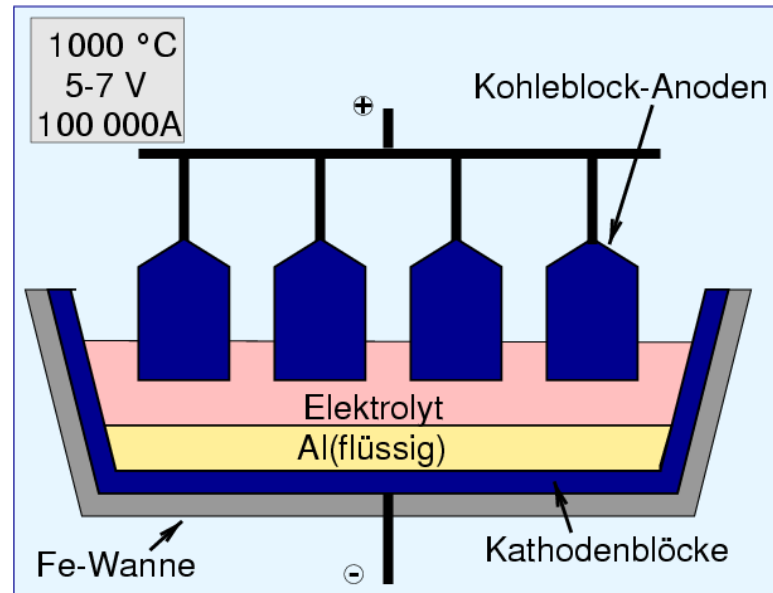 1000 °C
5-7 V
100 000A
+
Kohleblock-Anoden
Elektrolyt
Al(flüssig)
Fe-Wanne
-
Kathodenblöcke